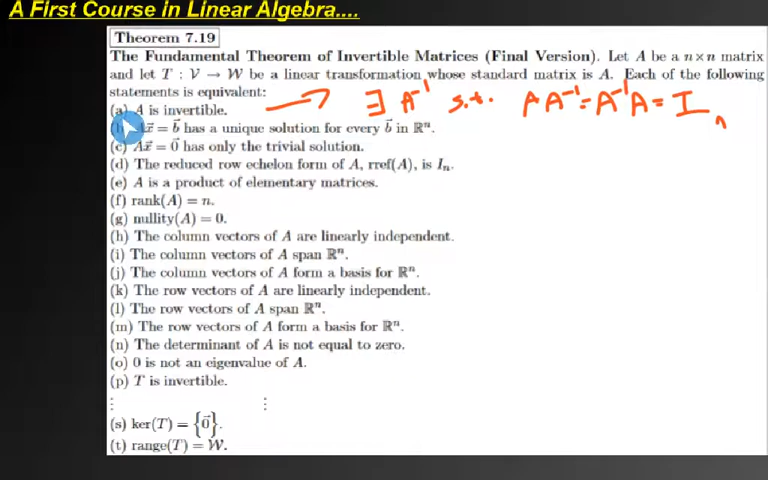 A First Course in Linear Algebra....
Theorem 7.19
The Fundamental Theorem of Invertible Matrices (Final Version). Let A be a n×n matrix
and let T : V → W be a linear transformation whose standard matrix is A. Each of the following
statements is equivalent:
(a) A is invertible. → ∃ A⁻¹ s.t. AA⁻¹ = A⁻¹A = Iₙ
Ax⃗ = b⃗ has a unique solution for every b⃗ in ℝⁿ.
(c) Ax⃗ = 0⃗ has only the trivial solution.
(d) The reduced row echelon form of A, rref(A), is Iₙ.
(e) A is a product of elementary matrices.
(f) rank(A) = n.
(g) nullity(A) = 0.
(h) The column vectors of A are linearly independent.
(i) The column vectors of A span ℝⁿ.
(j) The column vectors of A form a basis for ℝⁿ.
(k) The row vectors of A are linearly independent.
(l) The row vectors of A span ℝⁿ.
(m) The row vectors of A form a basis for ℝⁿ.
(n) The determinant of A is not equal to zero.
(o) 0 is not an eigenvalue of A.
(p) T is invertible.
⋮ ⋮
(s) ker(T) = {0⃗}.
(t) range(T) = W.